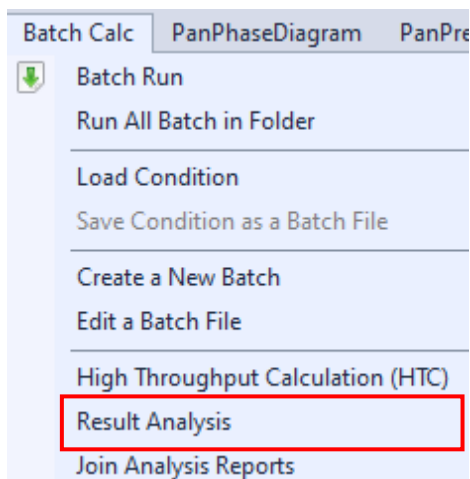 Batch Calc PanPhaseDiagram PanPre
Batch Run
Run All Batch in Folder
Load Condition
Save Condition as a Batch File
Create a New Batch
Edit a Batch File
High Throughput Calculation (HTC)
Result Analysis
Join Analysis Reports